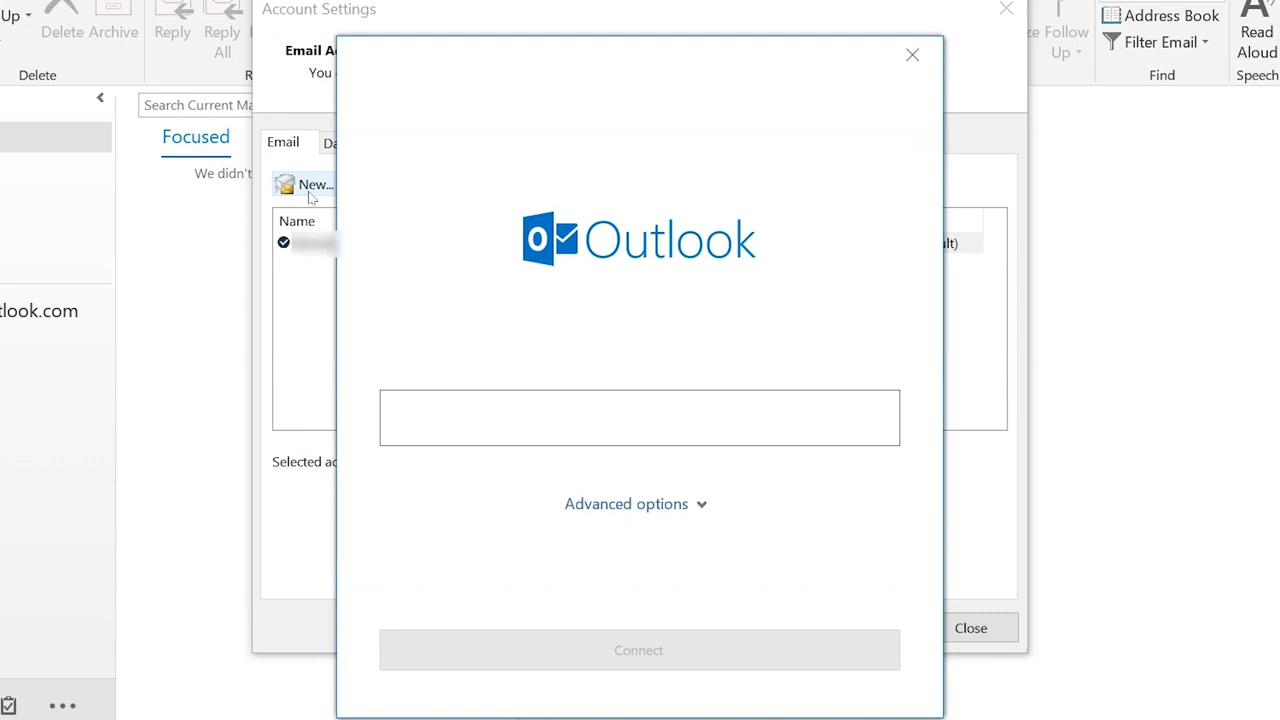 Up
Delete Archive
Reply
Reply
All
Delete
R
Account Settings
Email Ac
You
Follow
Up
Address Book
Filter Email
Find
Read
Aloud
Speech
Search Current Ma
Focused
We didn't
tlook.com
Email
Da
New...
Name
Selected ac
ult)
Close
Outlook
Advanced options
Connect